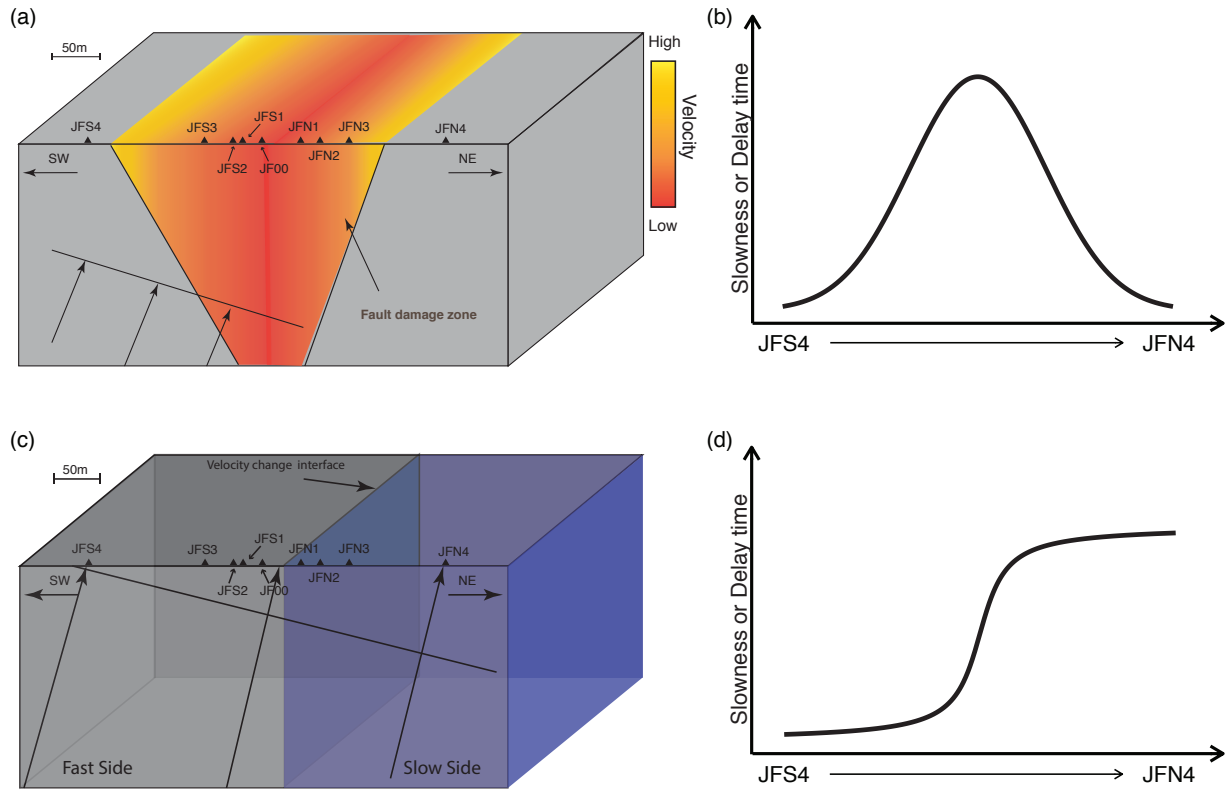 (a)
50m
JFS4
JFS3
JFS1
JFN1
JFN3
JFN4
JFS2
JF00
JFN2
SW
NE
Fault damage zone
High
Velocity
Low
(b)
Slowness or Delay time
JFS4
JFN4
(c)
50m
Velocity change interface
JFS4
JFS3
JFS1
JFN1
JFN3
JFN4
JFS2
JF00
JFN2
SW
NE
Fast Side
Slow Side
(d)
Slowness or Delay time
JFS4
JFN4